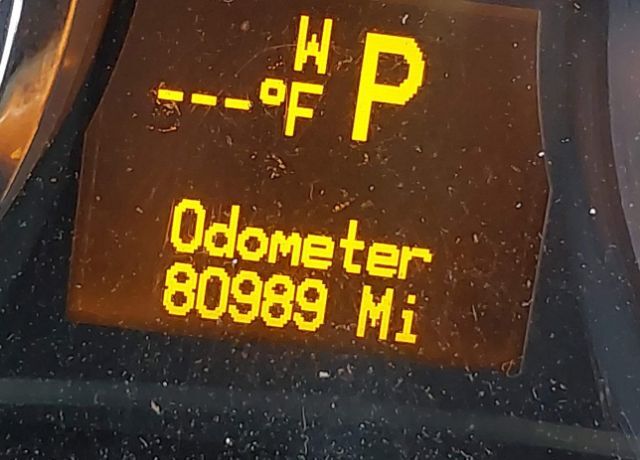 W
---°F P
Odometer
80989 Mi